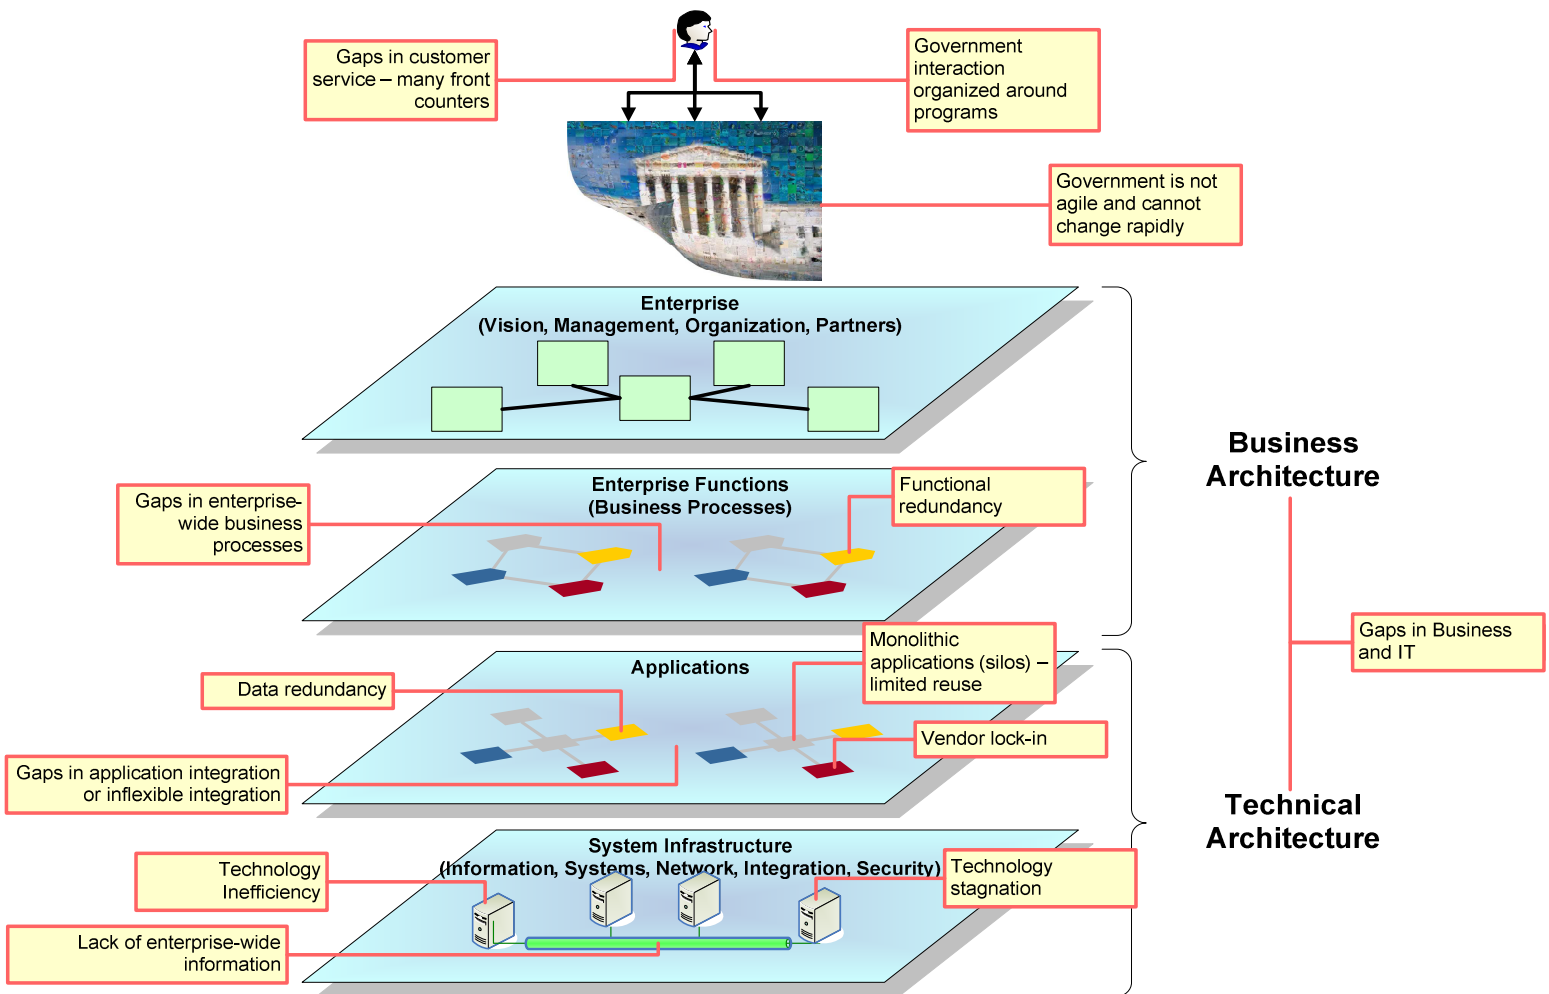 Gaps in customer
service – many front
counters
Government
interaction
organized around
programs
Government is not
agile and cannot
change rapidly
Enterprise
(Vision, Management, Organization, Partners)
Business
Architecture
Enterprise Functions
(Business Processes)
Gaps in enterprise-
wide business
processes
Functional
redundancy
Gaps in Business
and IT
Applications
Monolithic
applications (silos) –
limited reuse
Data redundancy
Vendor lock-in
Gaps in application integration
or inflexible integration
Technical
Architecture
System Infrastructure
(Information, Systems, Network, Integration, Security)
Technology
Inefficiency
Technology
stagnation
Lack of enterprise-wide
information